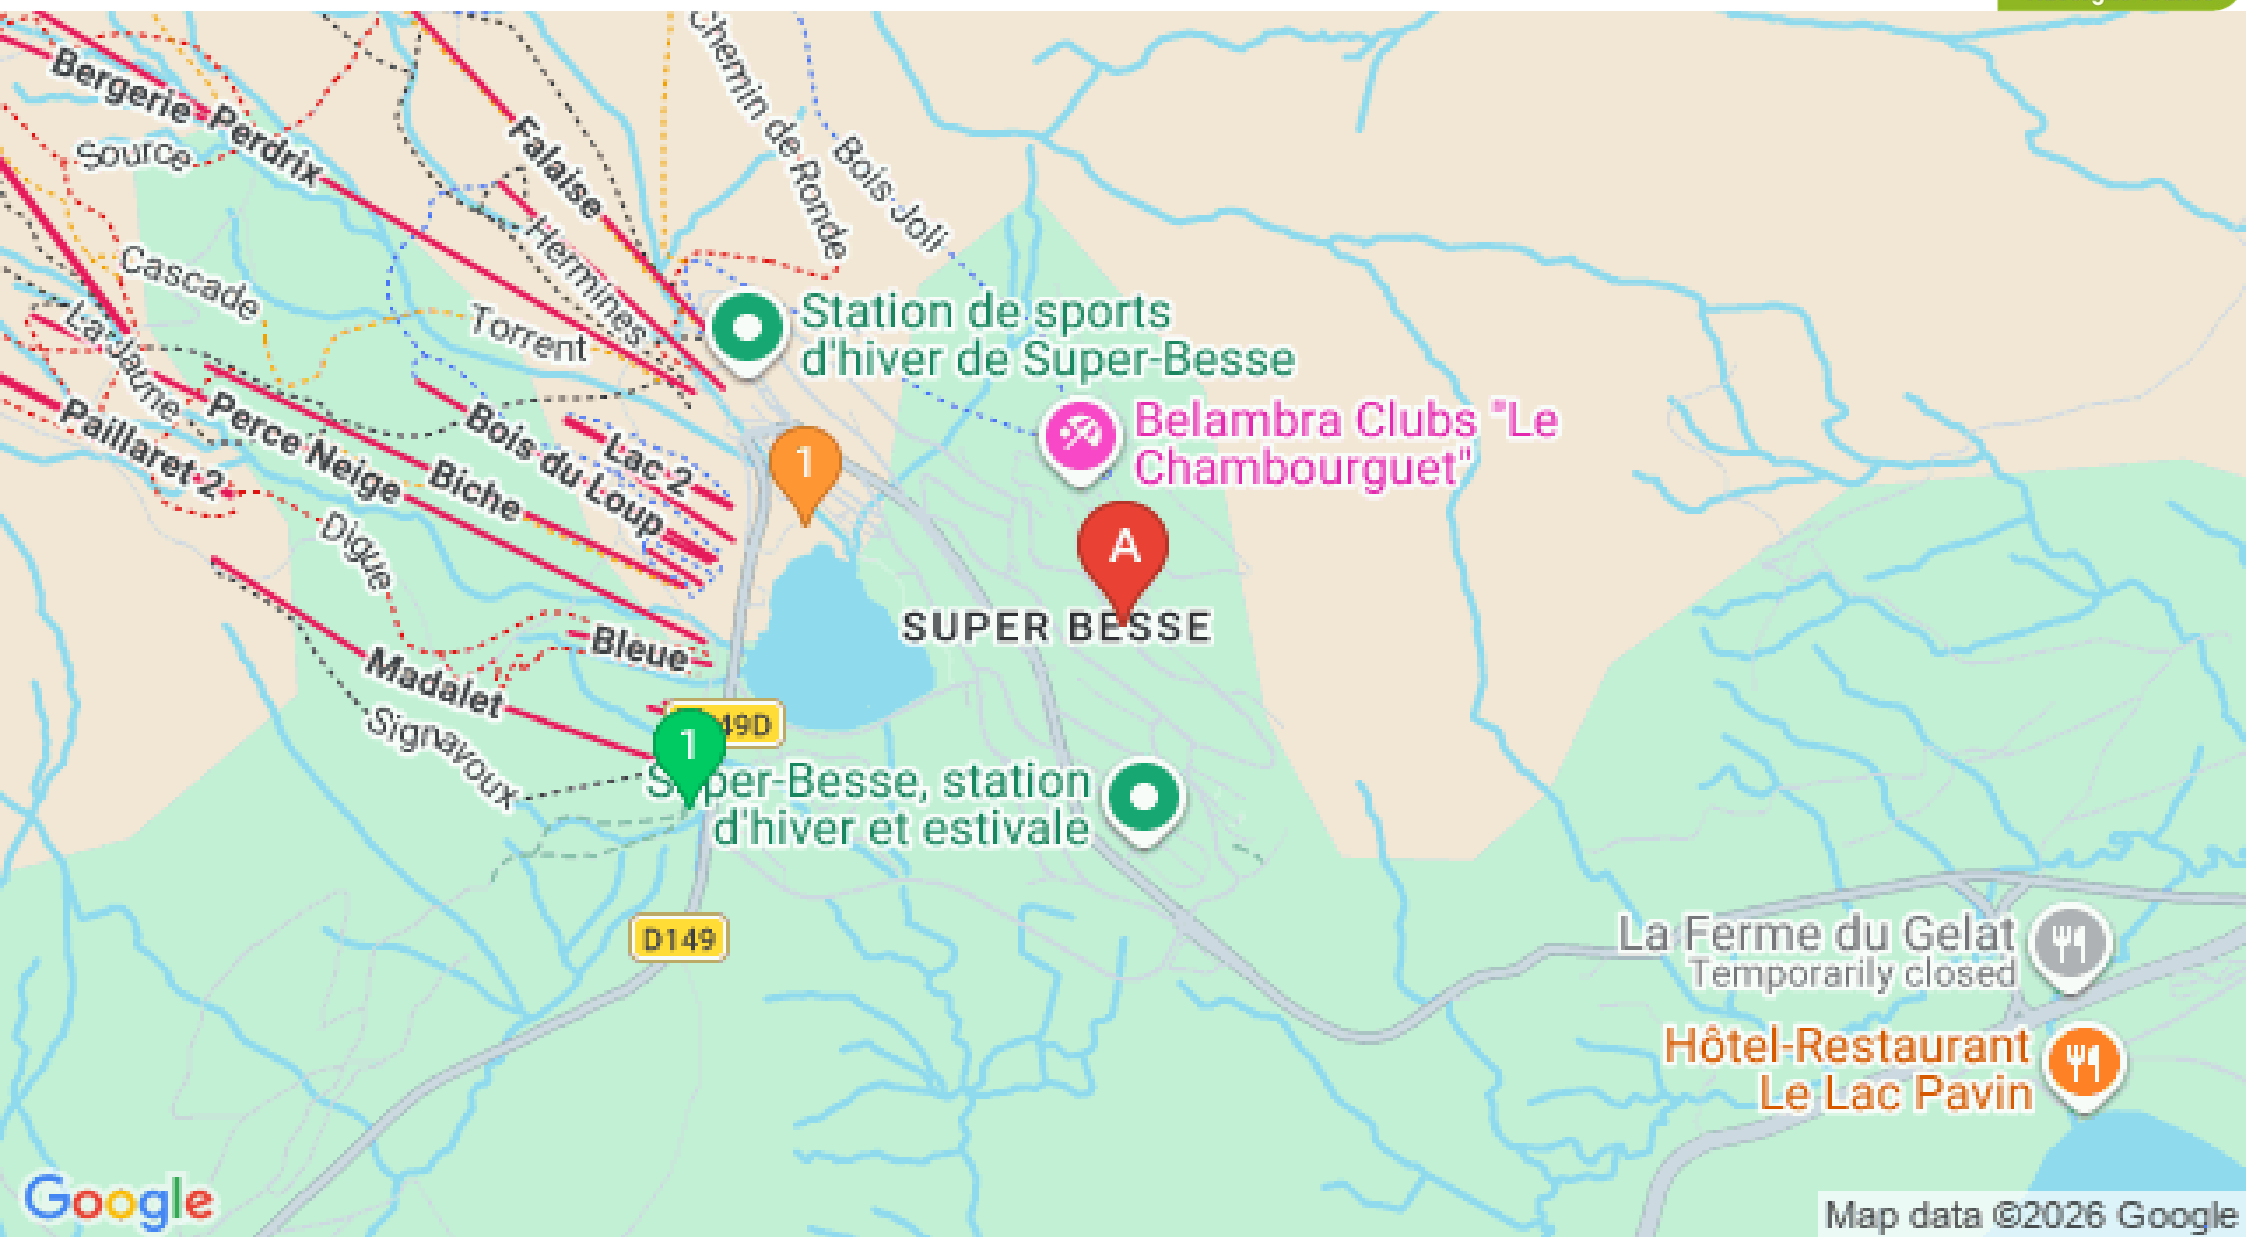 Bergerie
Perdrix
Source
Falaise
Chemin de Ronde
Bois Joli
Hermines
Cascade
Torrent
La Jaune
Station de sports
d'hiver de Super-Besse
Belambra Clubs "Le
Chambourguet"
Paillaret 2
Perce Neige
Biche
Bois du Loup
Lac 2
1
A
Digue
SUPER BESSE
Bleue
Madalet
Signavoux
49D
1
Super-Besse, station
d'hiver et estivale
D149
La Ferme du Gelat
Temporarily closed
Hôtel-Restaurant
Le Lac Pavin
Google
Map data ©2026 Google